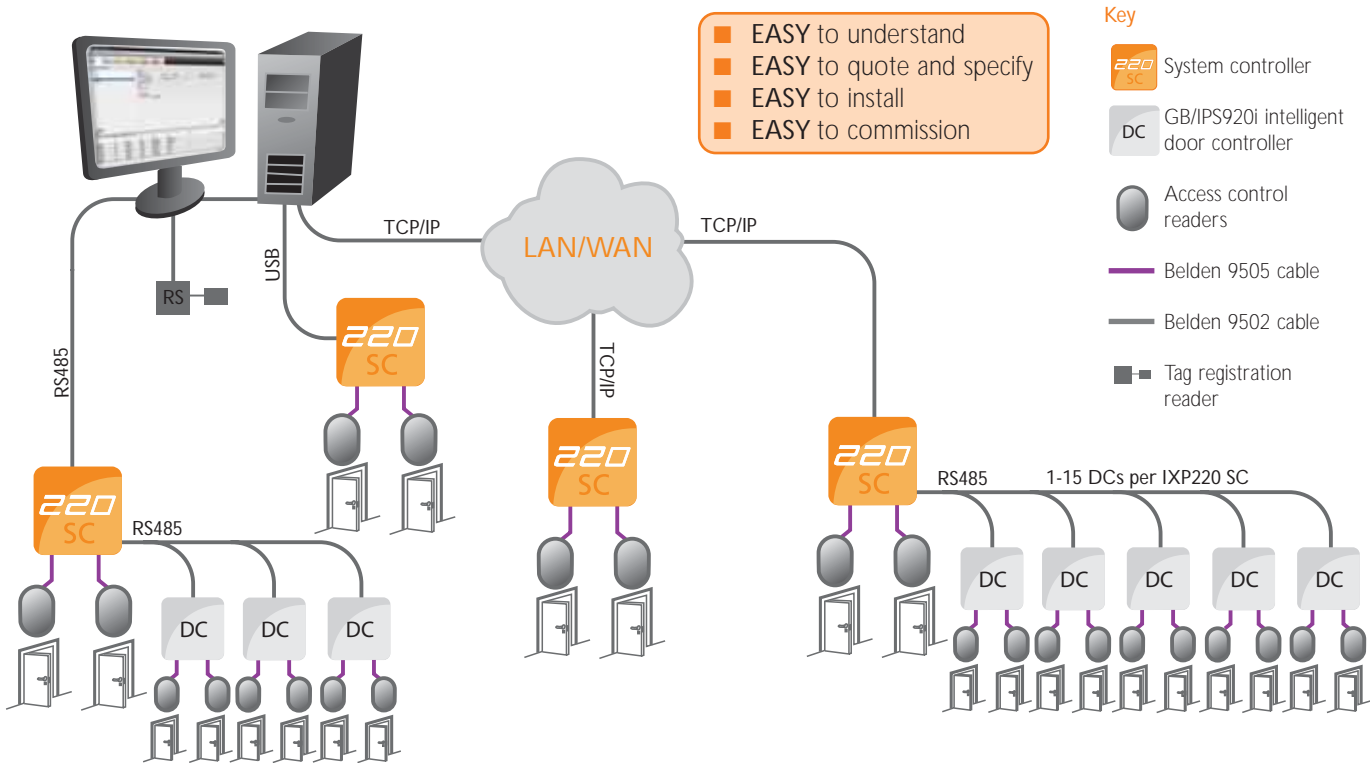 EASY to understand
EASY to quote and specify
EASY to install
EASY to commission
Key
220
SC
System controller
DC
GB/IPS920i intelligent
door controller
Access control
readers
Belden 9505 cable
Belden 9502 cable
Tag registration
reader
TCP/IP
LAN/WAN
TCP/IP
USB
RS
RS485
TCP/IP
220
SC
220
SC
220
SC
RS485
1-15 DCs per IXP220 SC
220
SC
RS485
DC
DC
DC
DC
DC
DC
DC
DC